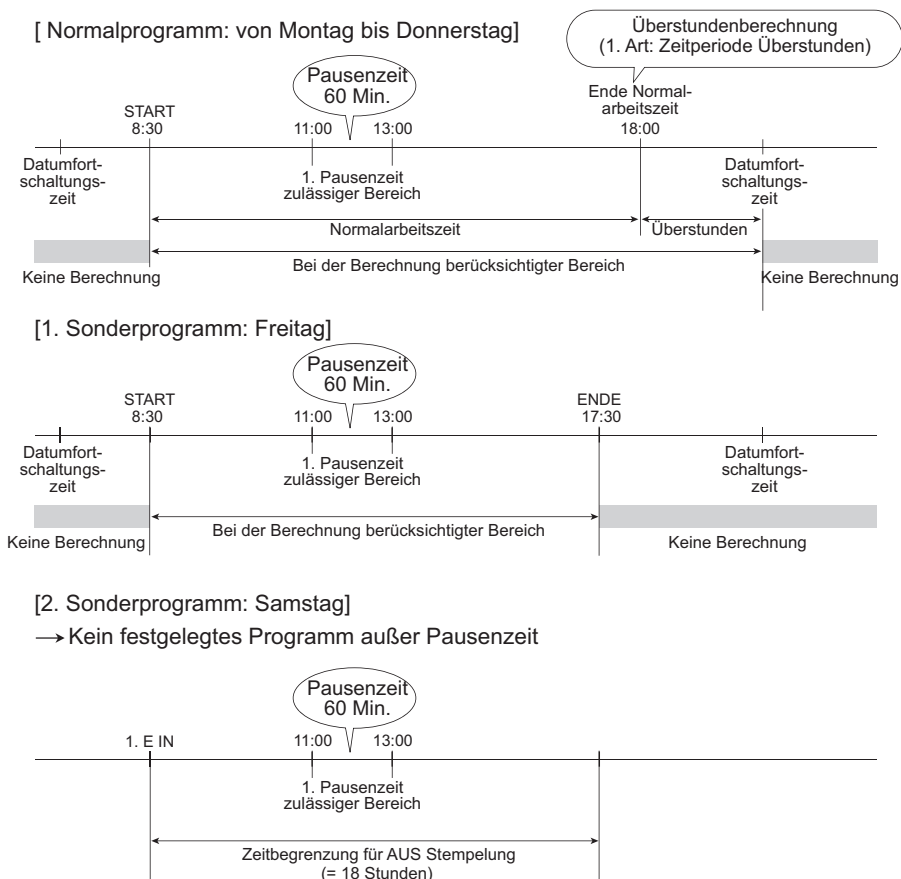 [ Normalprogramm: von Montag bis Donnerstag]
Überstundenberechnung
(1. Art: Zeitperiode Überstunden)
Pausenzeit
60 Min.
Ende Normal-
arbeitszeit
START
8:30
11:00
13:00
18:00
Datumfort-
schaltungs-
zeit
1. Pausenzeit
zulässiger Bereich
Datumfort-
schaltungs-
zeit
Normalarbeitszeit
Überstunden
Bei der Berechnung berücksichtigter Bereich
Keine Berechnung
Keine Berechnung
[1. Sonderprogramm: Freitag]
Pausenzeit
60 Min.
START
8:30
11:00
13:00
ENDE
17:30
Datumfort-
schaltungs-
zeit
1. Pausenzeit
zulässiger Bereich
Datumfort-
schaltungs-
zeit
Bei der Berechnung berücksichtigter Bereich
Keine Berechnung
Keine Berechnung
[2. Sonderprogramm: Samstag]
→ Kein festgelegtes Programm außer Pausenzeit
Pausenzeit
60 Min.
1. E IN
11:00
13:00
1. Pausenzeit
zulässiger Bereich
Zeitbegrenzung für AUS Stempelung
(= 18 Stunden)